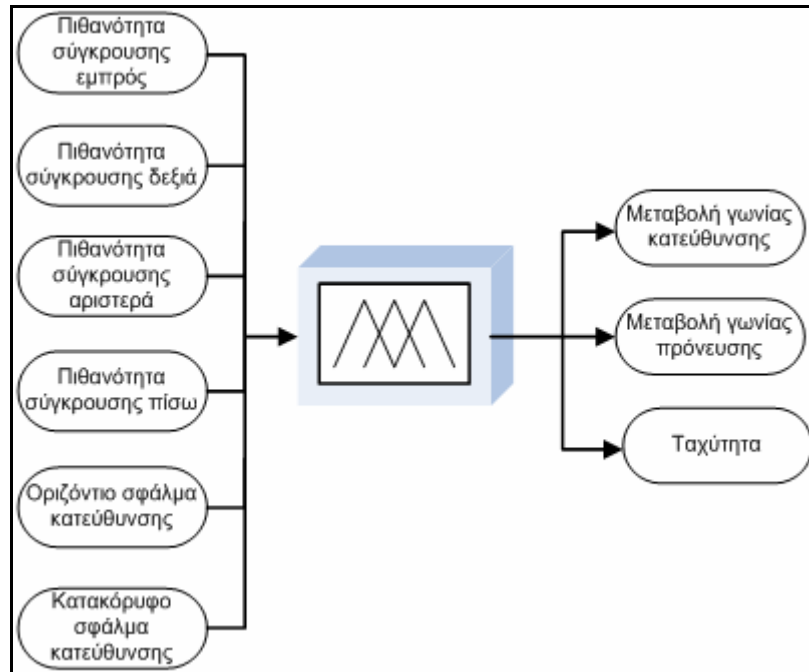 Πιθανότητα
σύγκρουσης
εμπρός
Πιθανότητα
σύγκρουσης δεξιά
Πιθανότητα
σύγκρουσης
αριστερά
Πιθανότητα
σύγκρουσης πίσω
Οριζόντιο σφάλμα
κατεύθυνσης
Κατακόρυφο
σφάλμα
κατεύθυνσης
Μεταβολή γωνίας
κατεύθυνσης
Μεταβολή γωνίας
πρόνευσης
Ταχύτητα